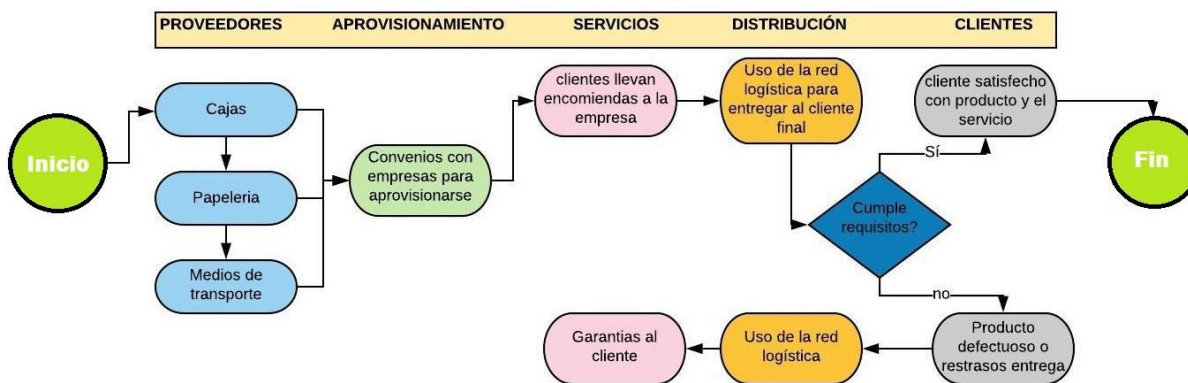 PROVEEDORES APROVISIONAMIENTO SERVICIOS DISTRIBUCIÓN CLIENTES
Inicio
Cajas
Papeleria
Medios de
transporte
Convenios con
empresas para
aprovisionarse
clientes llevan
encomiendas a la
empresa
Uso de la red
logística para
entregar al cliente
final
Cumple
requisitos?
Sí
cliente satisfecho
con producto y el
servicio
Fin
no
Producto
defectuoso o
restrasos entrega
Uso de la red
logística
Garantias al
cliente